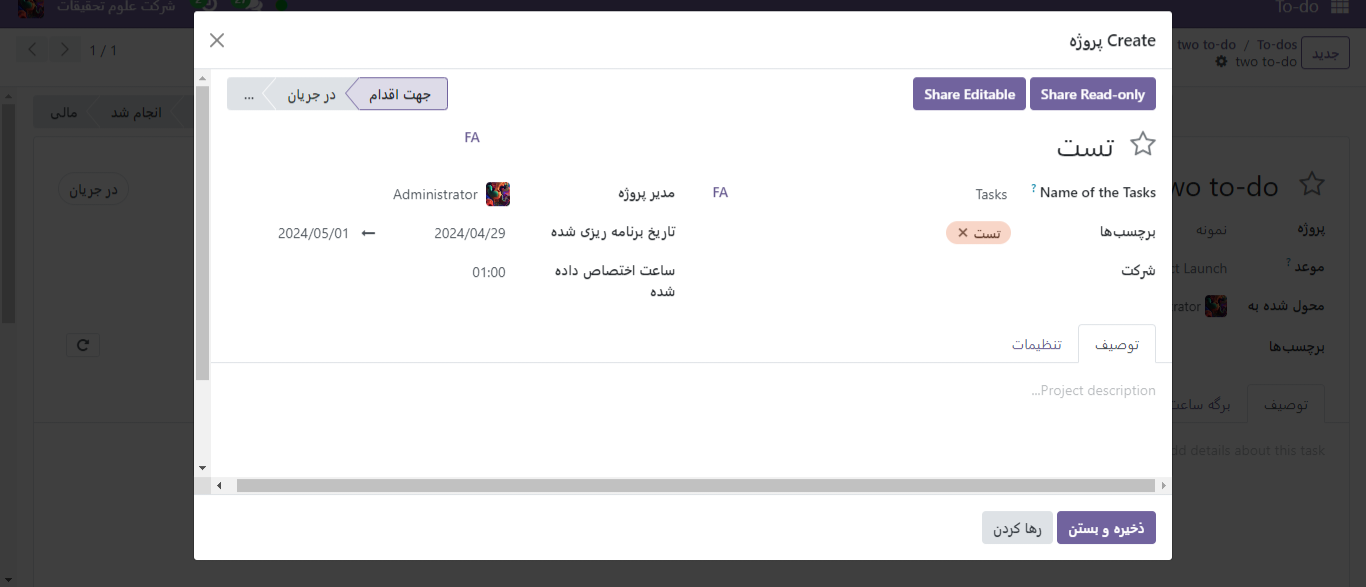 شرکت علوم تحقیقات
To-do
1 / 1
two to-do / To-dos
two to-do
جدید
انجام شد
مالی
در جریان
wo to-do
پروژه
نمونه
موعد ?
ct Launch
محول شده به
rator
برچسب‌ها
توصیف
برگه ساعت
dd details about this task
Create پروژه
Share Read-only
Share Editable
جهت اقدام
در جریان
...
تست
FA
Name of the Tasks ?
Tasks
FA
مدیر پروژه
Administrator
برچسب‌ها
تست ×
تاریخ برنامه ریزی شده
2024/04/29
2024/05/01
شرکت
ساعت اختصاص داده
شده
01:00
توصیف
تنظیمات
Project description...
ذخیره و بستن
رها کردن